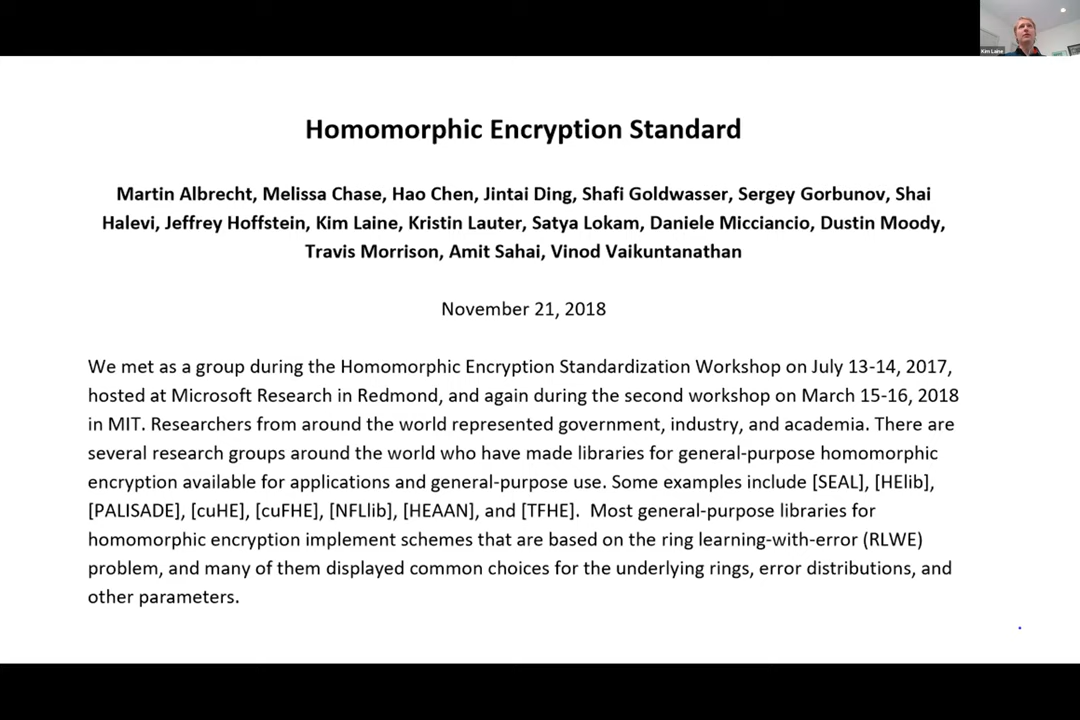 Kim Laine
Homomorphic Encryption Standard
Martin Albrecht, Melissa Chase, Hao Chen, Jintai Ding, Shafi Goldwasser, Sergey Gorbunov, Shai
Halevi, Jeffrey Hoffstein, Kim Laine, Kristin Lauter, Satya Lokam, Daniele Micciancio, Dustin Moody,
Travis Morrison, Amit Sahai, Vinod Vaikuntanathan
November 21, 2018
We met as a group during the Homomorphic Encryption Standardization Workshop on July 13-14, 2017,
hosted at Microsoft Research in Redmond, and again during the second workshop on March 15-16, 2018
in MIT. Researchers from around the world represented government, industry, and academia. There are
several research groups around the world who have made libraries for general-purpose homomorphic
encryption available for applications and general-purpose use. Some examples include [SEAL], [HElib],
[PALISADE], [cuHE], [cuFHE], [NFLlib], [HEAAN], and [TFHE]. Most general-purpose libraries for
homomorphic encryption implement schemes that are based on the ring learning-with-error (RLWE)
problem, and many of them displayed common choices for the underlying rings, error distributions, and
other parameters.